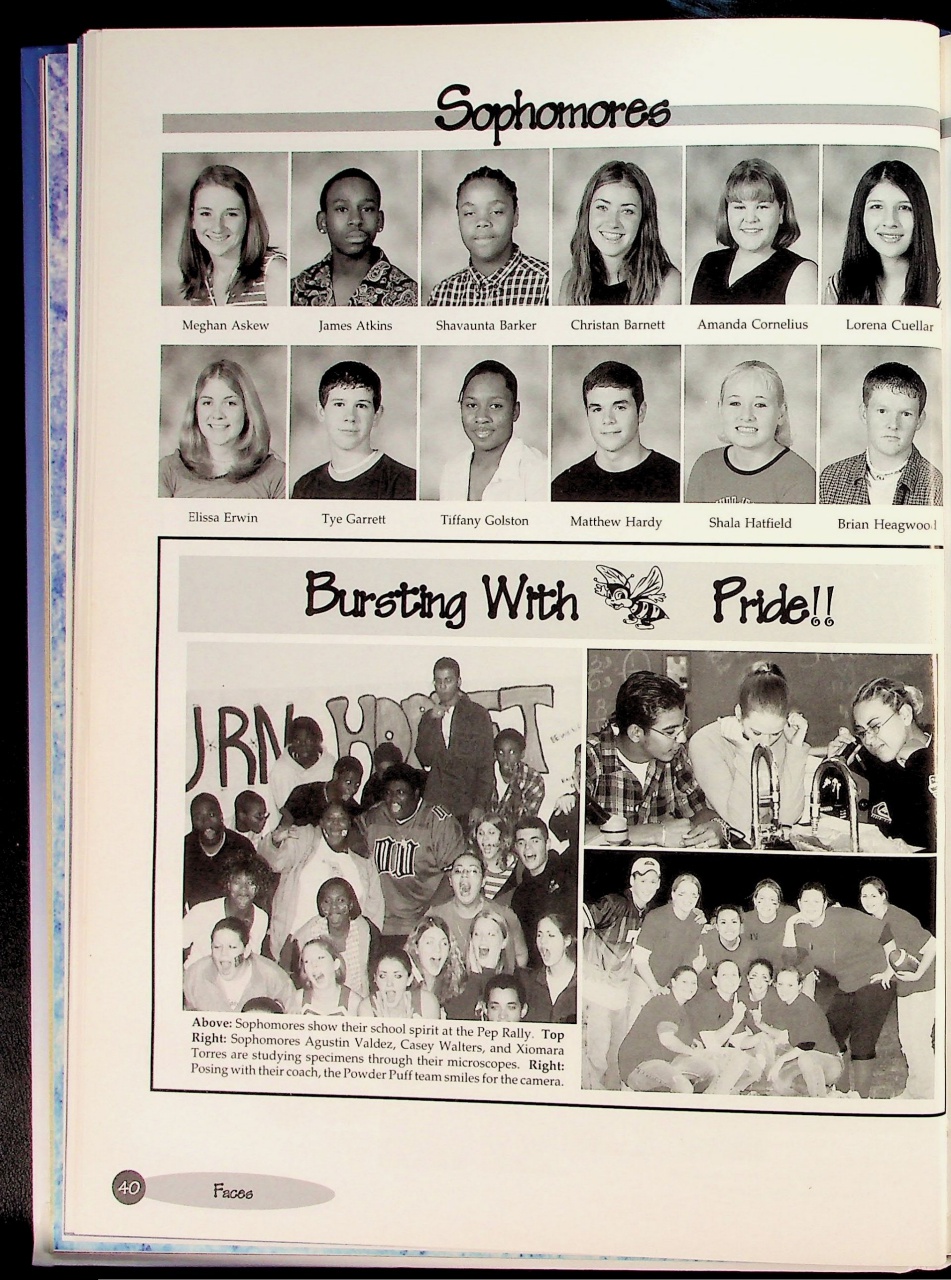 Sophomores
Meghan Askew James Atkins Shavaunta Barker Christan Barnett Amanda Cornelius Lorena Cuellar
Elissa Erwin Tye Garrett Tiffany Golston Matthew Hardy Shala Hatfield Brian Heagwood
Bursting With Pride!!
Above: Sophomores show their school spirit at the Pep Rally. Top
Right: Sophomores Agustin Valdez, Casey Walters, and Xiomara
Torres are studying specimens through their microscopes. Right:
Posing with their coach, the Powder Puff team smiles for the camera.
40 Faces